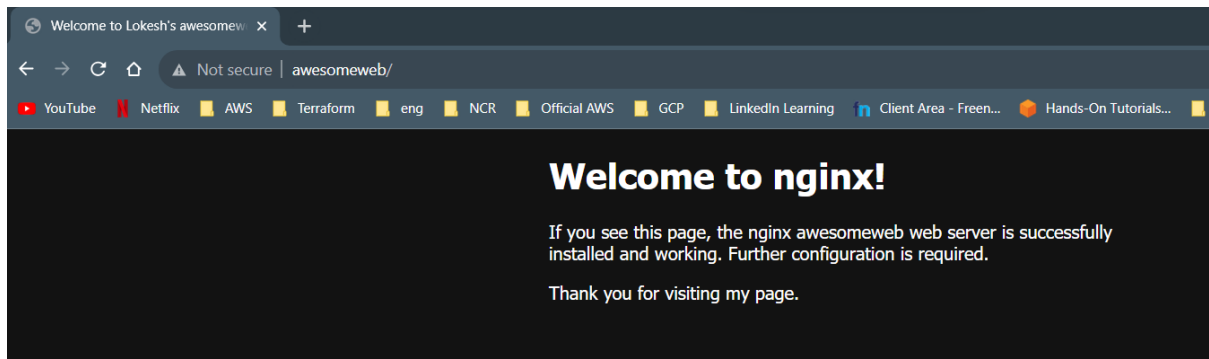 Welcome to Lokesh's awesomew
Not secure | awesomeweb/
YouTube Netflix AWS Terraform eng NCR Official AWS GCP LinkedIn Learning fn Client Area - Freen... Hands-On Tutorials...
Welcome to nginx!
If you see this page, the nginx awesomeweb web server is successfully
installed and working. Further configuration is required.
Thank you for visiting my page.